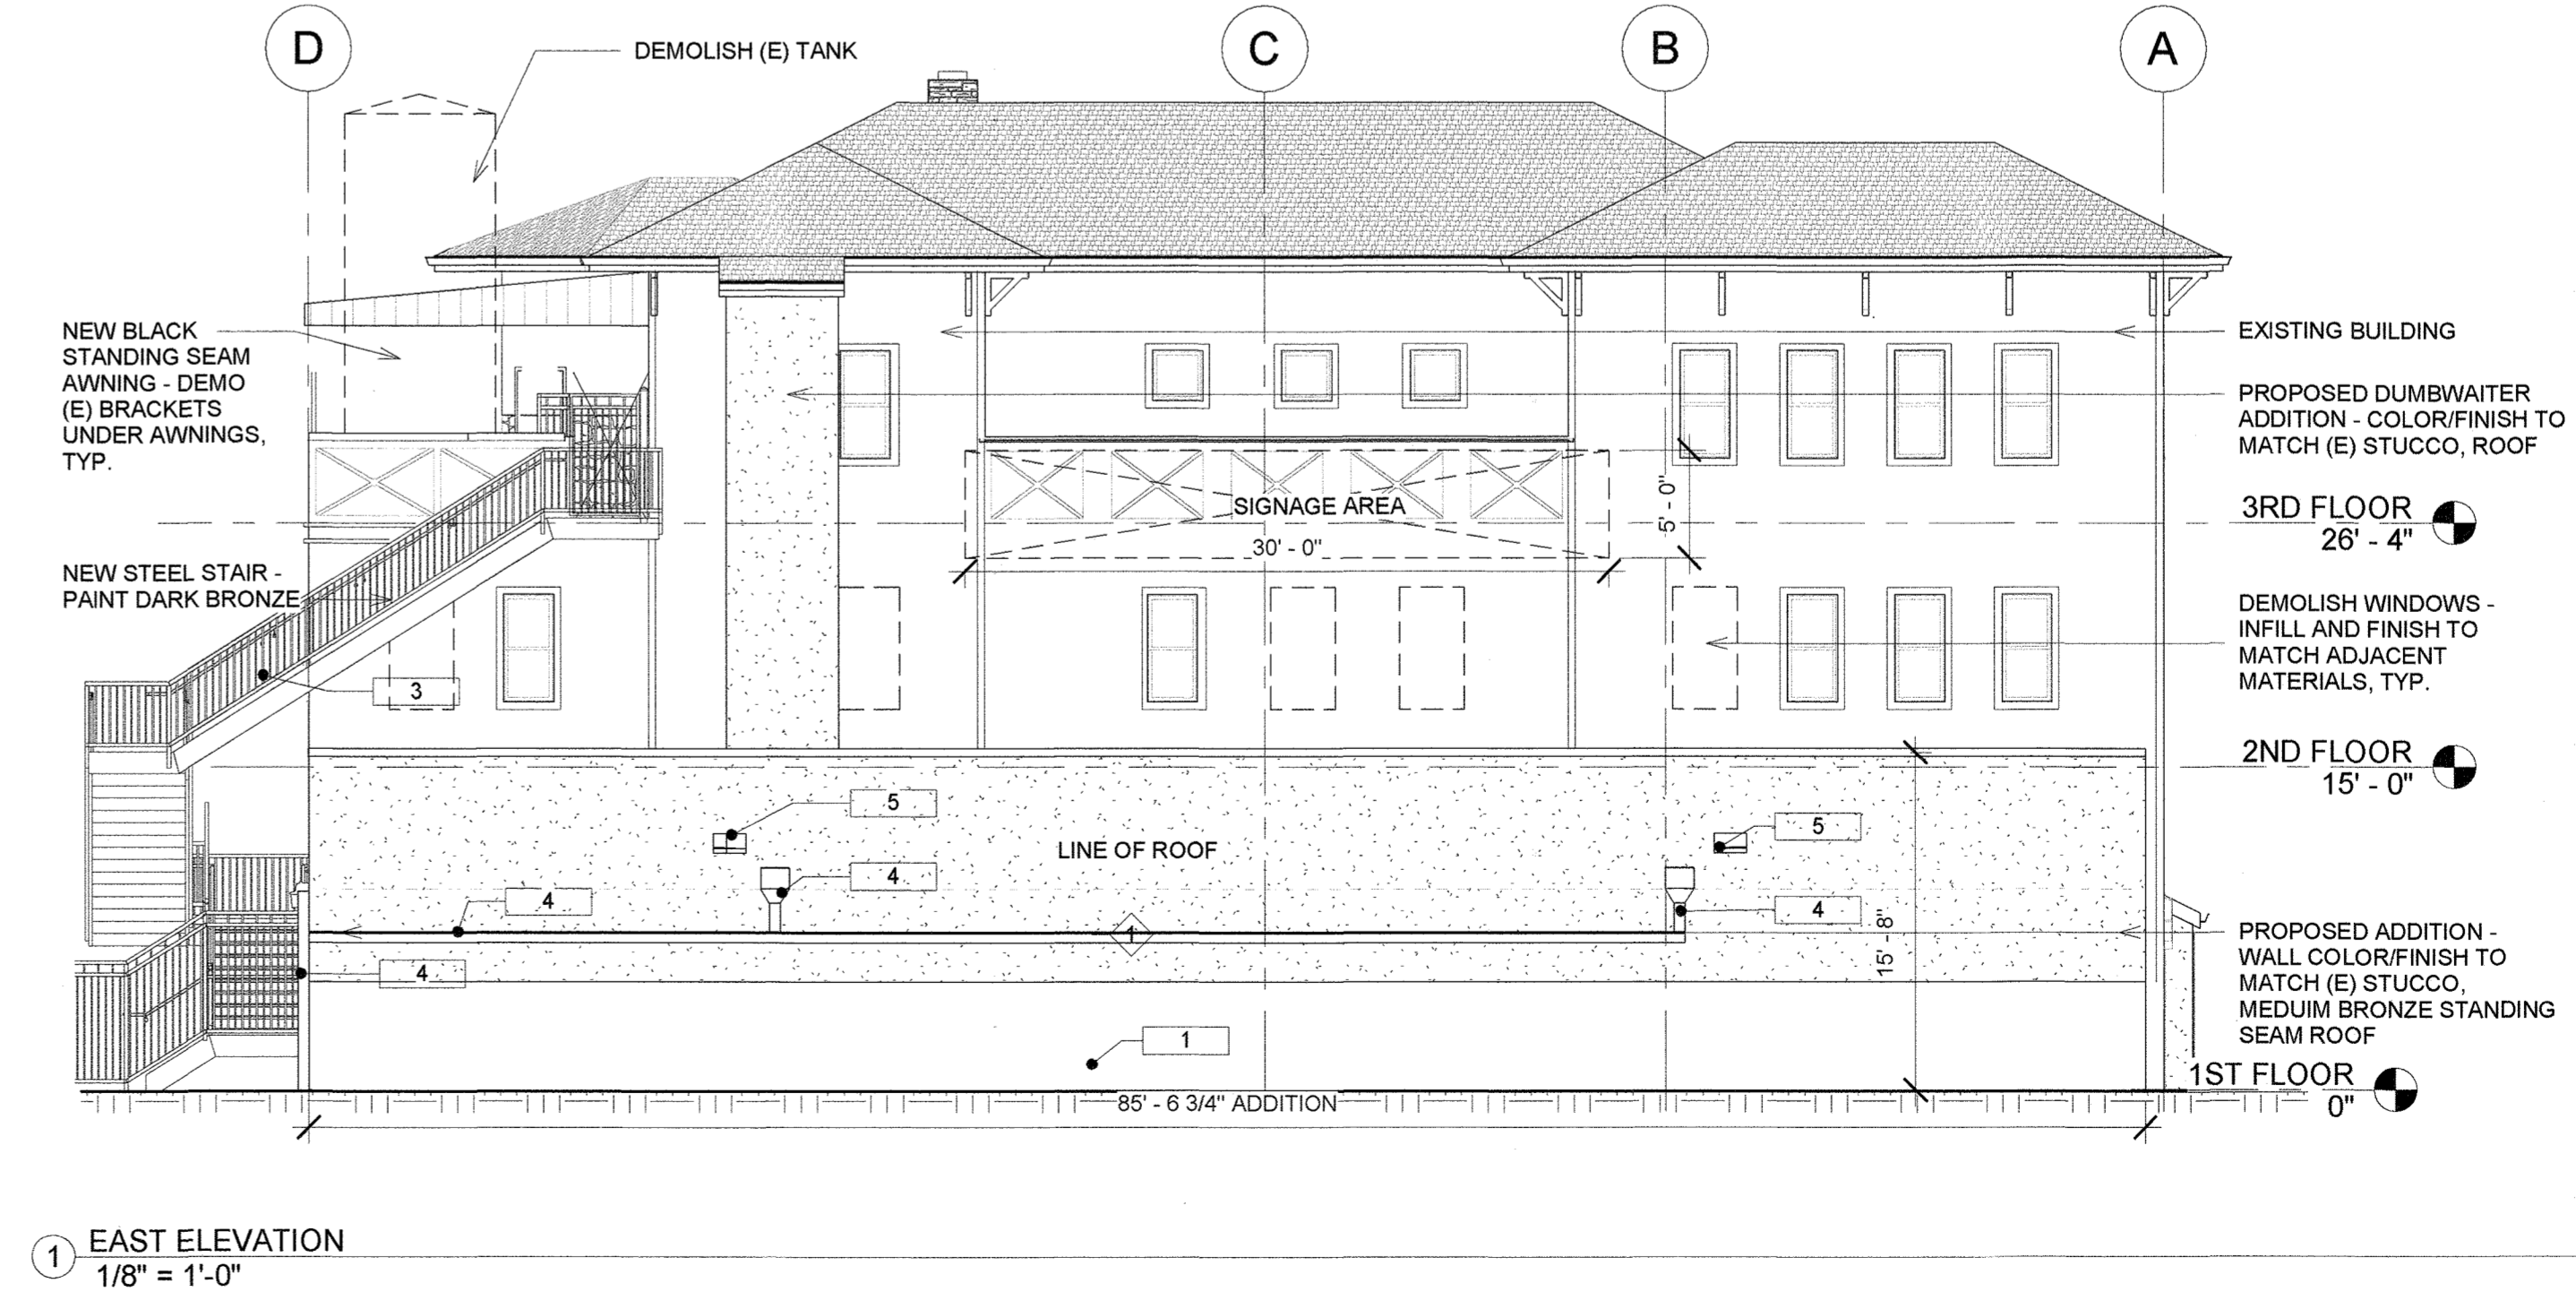 D
C
B
A
DEMOLISH (E) TANK
NEW BLACK
STANDING SEAM
AWNING - DEMO
(E) BRACKETS
UNDER AWNINGS,
TYP.
EXISTING BUILDING
PROPOSED DUMBWAITER
ADDITION - COLOR/FINISH TO
MATCH (E) STUCCO, ROOF
SIGNAGE AREA
30' - 0"
5' - 0"
3RD FLOOR
26' - 4"
NEW STEEL STAIR -
PAINT DARK BRONZE
DEMOLISH WINDOWS -
INFILL AND FINISH TO
MATCH ADJACENT
MATERIALS, TYP.
3
2ND FLOOR
15' - 0"
5
5
LINE OF ROOF
4
4
4
1
4
15' - 8"
PROPOSED ADDITION -
WALL COLOR/FINISH TO
MATCH (E) STUCCO,
MEDUIM BRONZE STANDING
SEAM ROOF
1
1ST FLOOR
0"
85' - 6 3/4" ADDITION
1
EAST ELEVATION
1/8" = 1'-0"